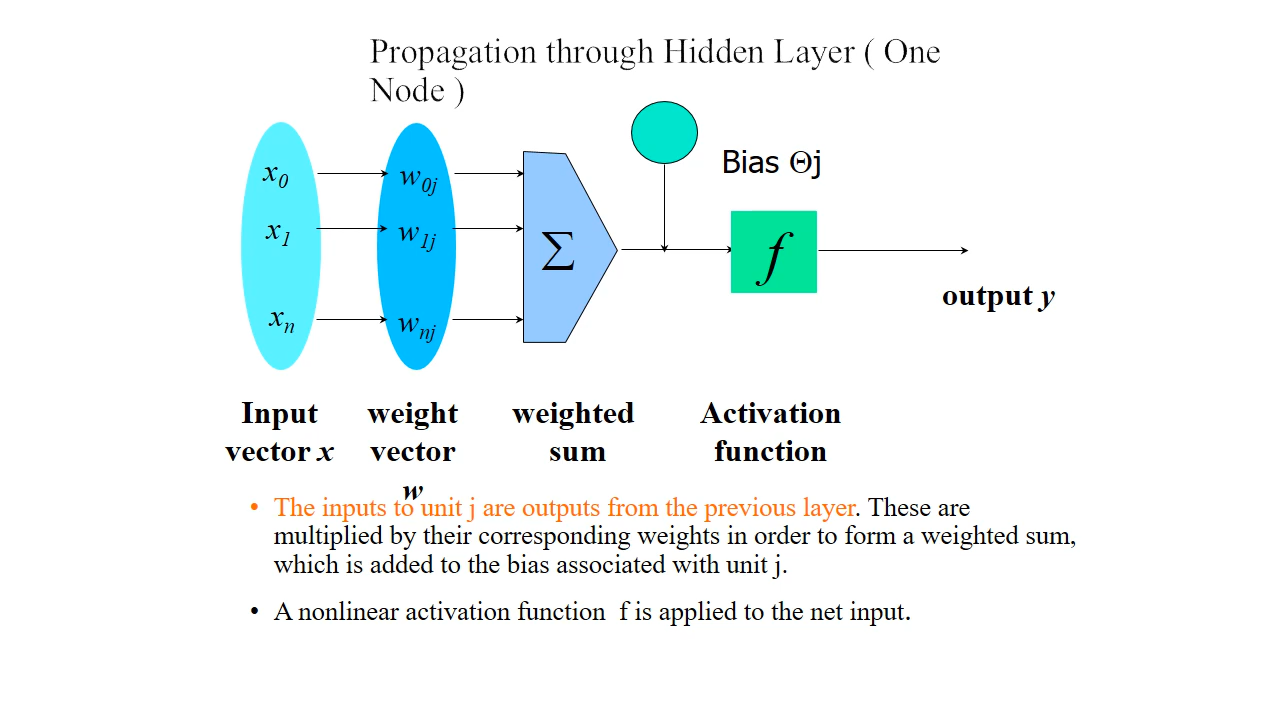 Propagation through Hidden Layer ( One
Node )
Bias Θj
x0
w0j
x1
w1j
Σ
f
output y
xn
wnj
Input
vector x
weight
vector
w
weighted
sum
Activation
function
• The inputs to unit j are outputs from the previous layer. These are
multiplied by their corresponding weights in order to form a weighted sum,
which is added to the bias associated with unit j.
• A nonlinear activation function  f is applied to the net input.